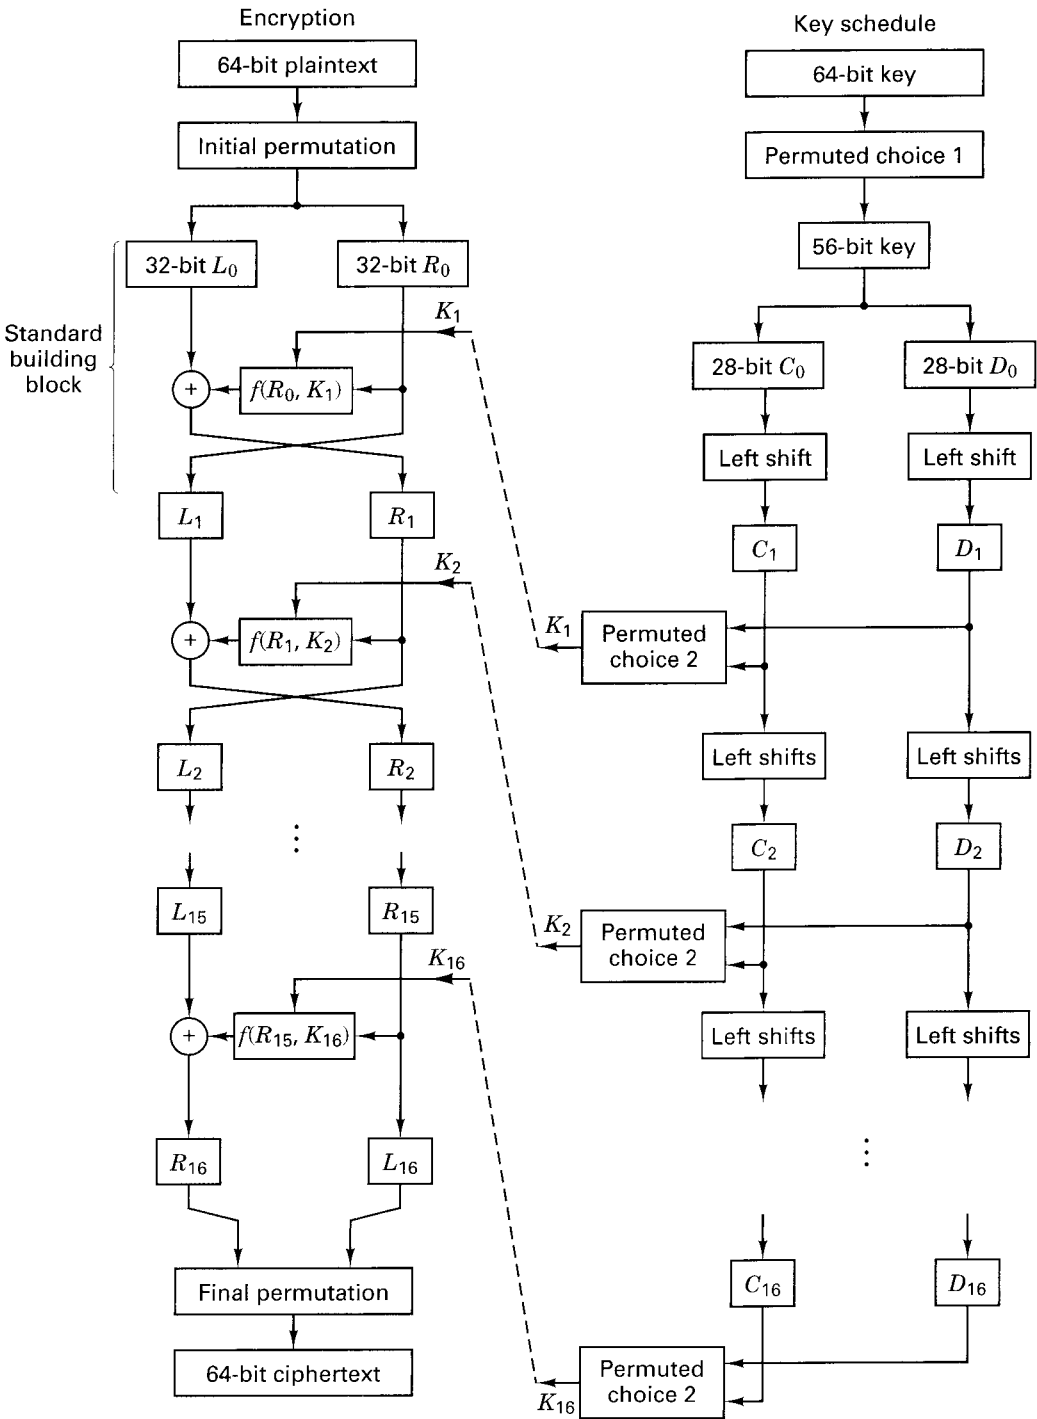 Encryption
64-bit plaintext
Initial permutation
32-bit L₀
32-bit R₀
Standard
building
block
K₁
+
f(R₀, K₁)
L₁
R₁
K₂
+
f(R₁, K₂)
L₂
R₂
L₁₅
R₁₅
K₁₆
+
f(R₁₅, K₁₆)
R₁₆
L₁₆
Final permutation
64-bit ciphertext
Key schedule
64-bit key
Permuted choice 1
56-bit key
28-bit C₀
28-bit D₀
Left shift
Left shift
C₁
D₁
K₁
Permuted
choice 2
Left shifts
Left shifts
C₂
D₂
K₂
Permuted
choice 2
Left shifts
Left shifts
C₁₆
D₁₆
K₁₆
Permuted
choice 2